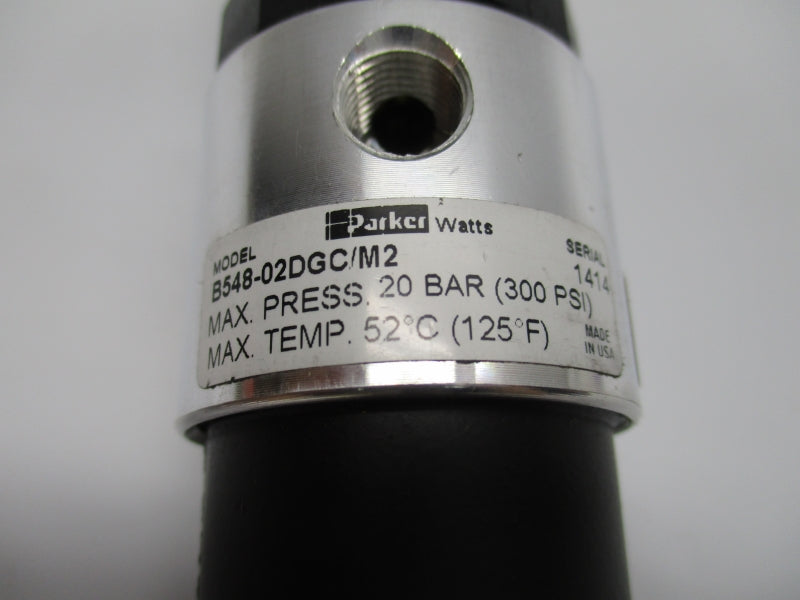 Parker Watts
MODEL SERIAL
B548-02DGC/M2 1414
MAX. PRESS. 20 BAR (300 PSI)
MAX. TEMP. 52°C (125°F)
MADE
IN USA